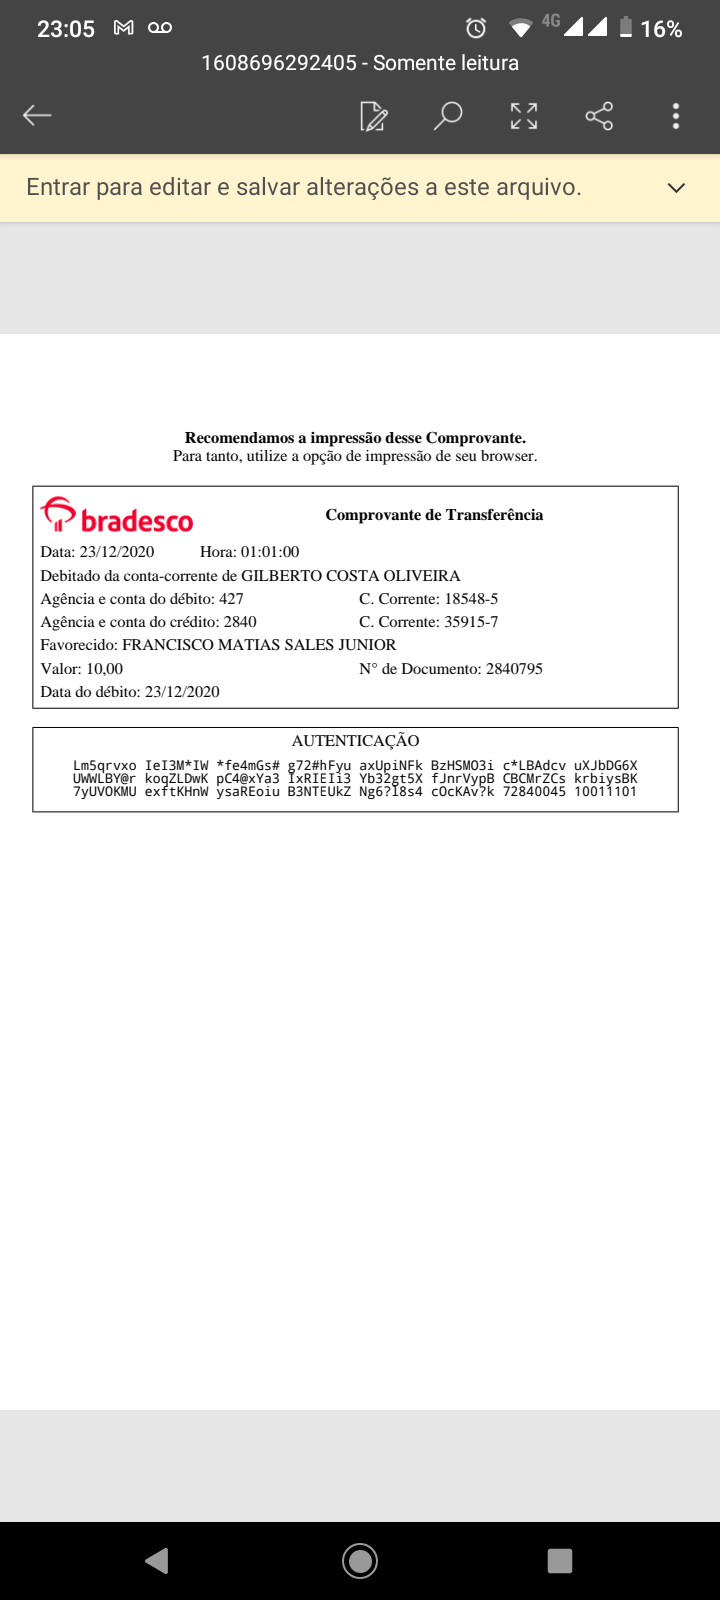 23:05 4G 16%
1608696292405 - Somente leitura
Entrar para editar e salvar alterações a este arquivo.
Recomendamos a impressão desse Comprovante.
Para tanto, utilize a opção de impressão de seu browser.
bradesco Comprovante de Transferência
Data: 23/12/2020 Hora: 01:01:00
Debitado da conta-corrente de GILBERTO COSTA OLIVEIRA
Agência e conta do débito: 427 C. Corrente: 18548-5
Agência e conta do crédito: 2840 C. Corrente: 35915-7
Favorecido: FRANCISCO MATIAS SALES JUNIOR
Valor: 10,00 N° de Documento: 2840795
Data do débito: 23/12/2020
AUTENTICAÇÃO
Lm5qrvxo IeI3M*IW *fe4mGs# g72#hFyu axUpiNFk BzHSMO3i c*LBAdcv uXJbDG6X
UWWLBY@r koqZLDwK pC4@xYa3 IxRIEIi3 Yb32gt5X fJnrVypB CBCMrZCs krbiysBK
7yUVOKMU exftKHnW ysaREoiu B3NTEUkZ Ng6?I8s4 cOcKAv?k 72840045 10011101